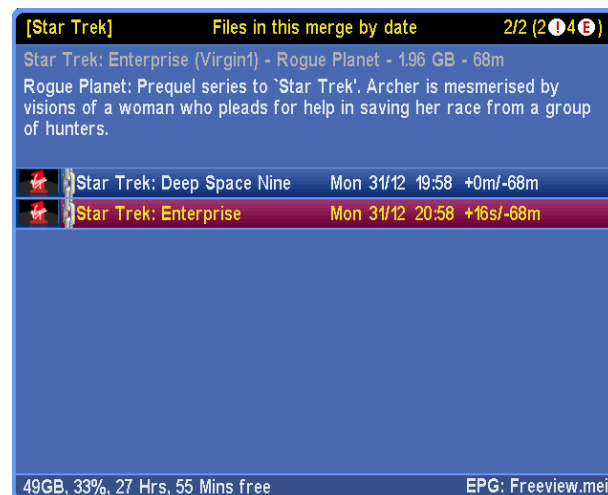 [Star Trek] Files in this merge by date 2/2 (2!4E)
Star Trek: Enterprise (Virgin1) - Rogue Planet - 1.96 GB - 68m
Rogue Planet: Prequel series to `Star Trek'. Archer is mesmerised by
visions of a woman who pleads for help in saving her race from a group
of hunters.
Star Trek: Deep Space Nine Mon 31/12 19:58 +0m/-68m
Star Trek: Enterprise Mon 31/12 20:58 +16s/-68m
49GB, 33%, 27 Hrs, 55 Mins free EPG: Freeview.mei